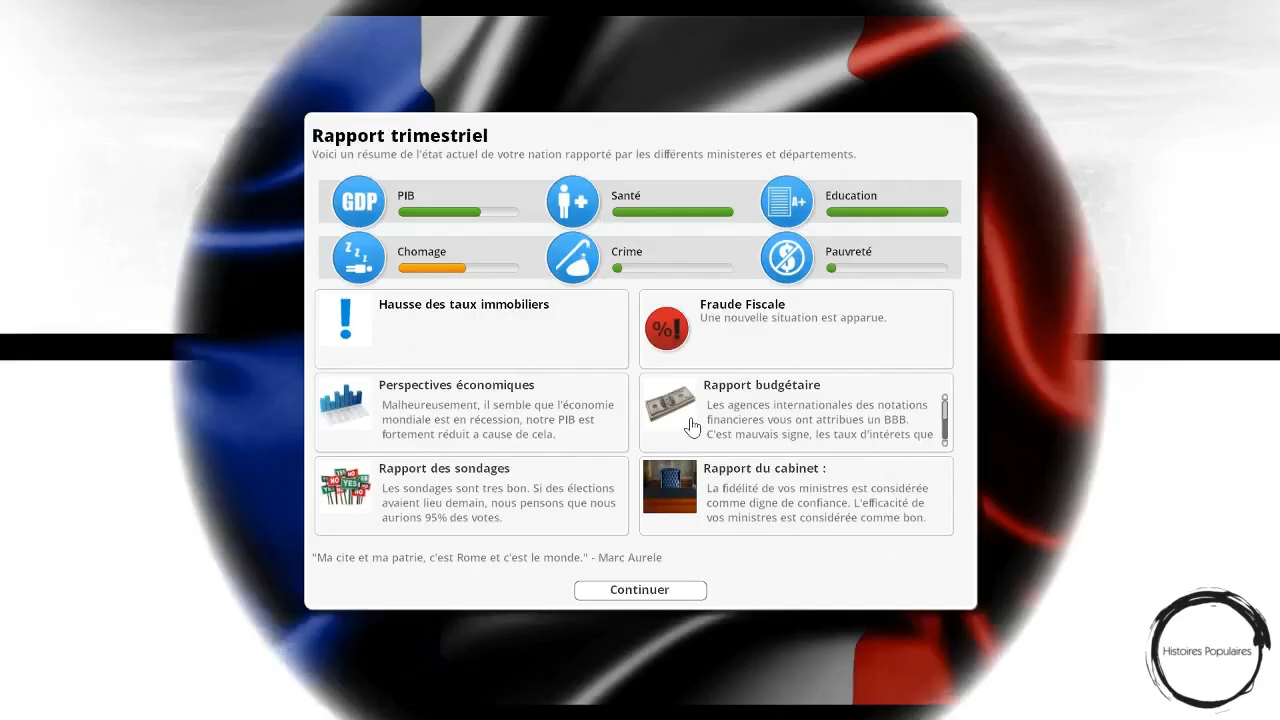 Rapport trimestriel
Voici un résume de l'état actuel de votre nation rapporté par les différents ministeres et départements.
GDP
PIB
Santé
A+
Education
Z Z Z
Chomage
Crime
$
Pauvreté
Hausse des taux immobiliers
%!
Fraude Fiscale
Une nouvelle situation est apparue.
Perspectives économiques
Malheureusement, il semble que l'économie
mondiale est en récession, notre PIB est
fortement réduit a cause de cela.
Rapport budgétaire
Les agences internationales des notations
financieres vous ont attribues un BBB.
C'est mauvais signe, les taux d'intérets que
NO
YES
NO
Rapport des sondages
Les sondages sont tres bon. Si des élections
avaient lieu demain, nous pensons que nous
aurions 95% des votes.
Rapport du cabinet :
La fidélité de vos ministres est considérée
comme digne de confiance. L'efficacité de
vos ministres est considérée comme bon.
"Ma cite et ma patrie, c'est Rome et c'est le monde." - Marc Aurele
Continuer
Histoires Populaires